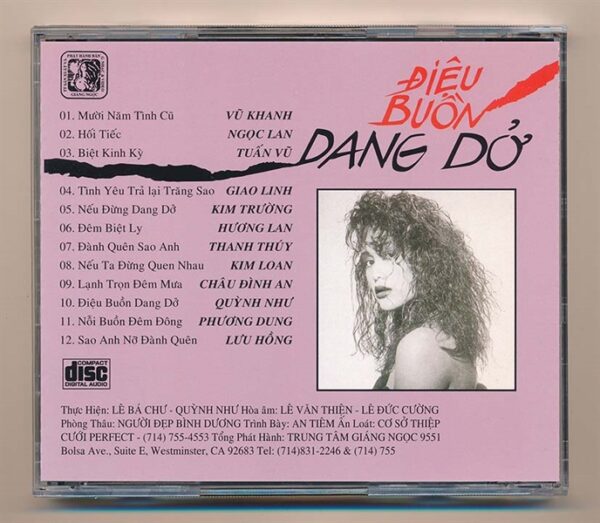 PHÁT HÀNH BĂN
GIÁNG NGỌC
ĐIỆU
BUỒN
DANG DỞ
01. Mười Năm Tình Cũ VŨ KHANH
02. Hối Tiếc NGỌC LAN
03. Biệt Kinh Kỳ TUẤN VŨ
04. Tình Yêu Trả lại Trăng Sao GIAO LINH
05. Nếu Đừng Dang Dở KIM TRƯỜNG
06. Đêm Biệt Ly HƯƠNG LAN
07. Đành Quên Sao Anh THANH THÚY
08. Nếu Ta Đừng Quen Nhau KIM LOAN
09. Lạnh Trọn Đêm Mưa CHÂU ĐÌNH AN
10. Điệu Buồn Dang Dở QUỲNH NHƯ
11. Nỗi Buồn Đêm Đông PHƯƠNG DUNG
12. Sao Anh Nỡ Đành Quên LƯU HỒNG
COMPACT
disc
DIGITAL AUDIO
Thực Hiện: LÊ BÁ CHƯ - QUỲNH NHƯ Hòa âm: LÊ VĂN THIỆN - LÊ ĐỨC CƯỜNG
Phòng Thâu: NGƯỜI ĐẸP BÌNH DƯƠNG Trình Bày: AN TIÊM Ấn Loát: CƠ SỞ THIỆP
CƯỚI PERFECT - (714) 755-4553 Tổng Phát Hành: TRUNG TÂM GIÁNG NGỌC 9551
Bolsa Ave., Suite E, Westminster, CA 92683 Tel: (714)831-2246 & (714) 755